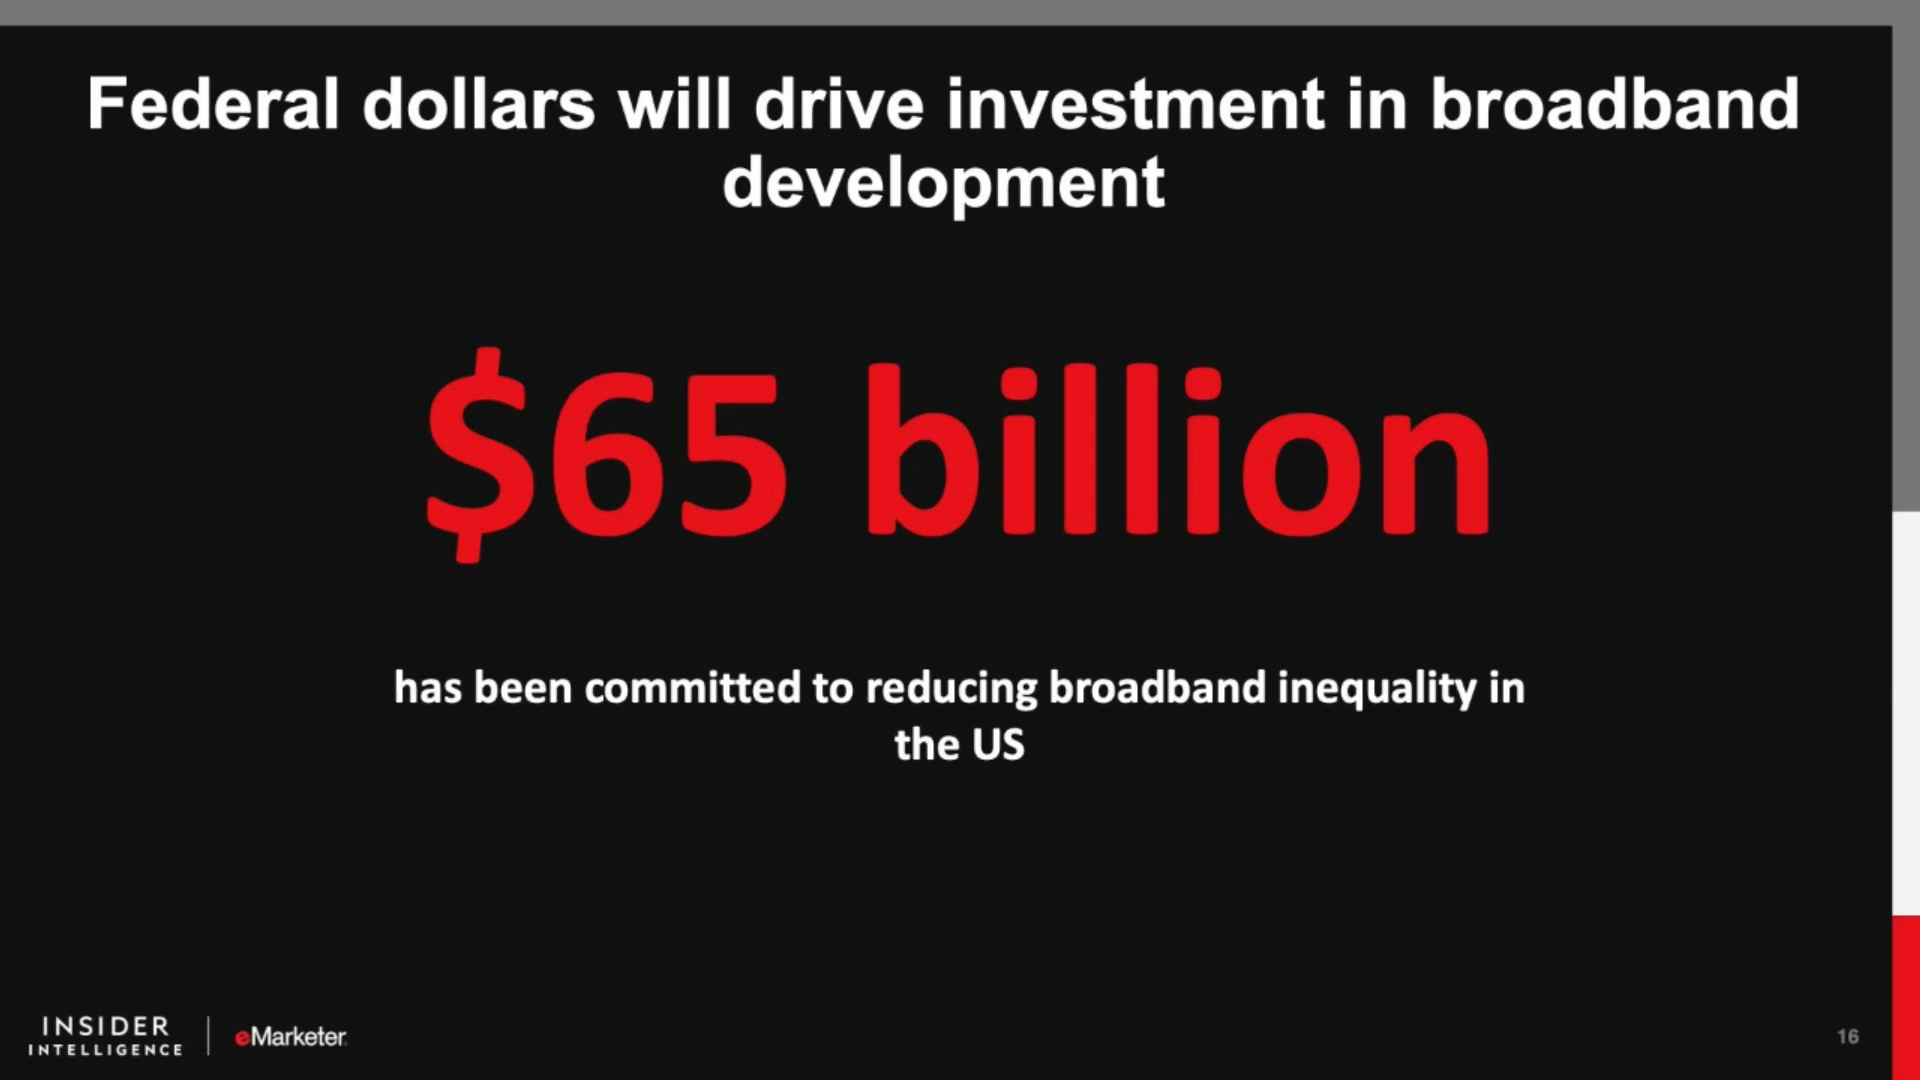 Federal dollars will drive investment in broadband
development
$65 billion
has been committed to reducing broadband inequality in
the US
INSIDER
INTELLIGENCE
eMarketer
16